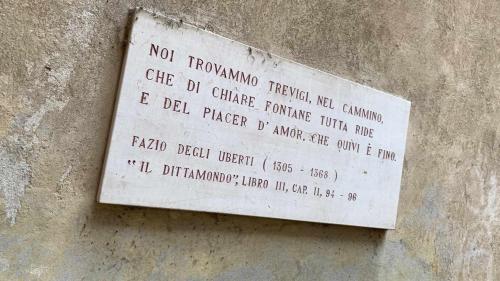 NOI TROVAMMO TREVIGI, NEL CAMMINO,
CHE DI CHIARE FONTANE TUTTA RIDE
E DEL PIACER D'AMOR, CHE QUIVI È FINO.
FAZIO DEGLI UBERTI (1305 - 1368)
"IL DITTAMONDO", LIBRO III, CAP. II, 94 - 96